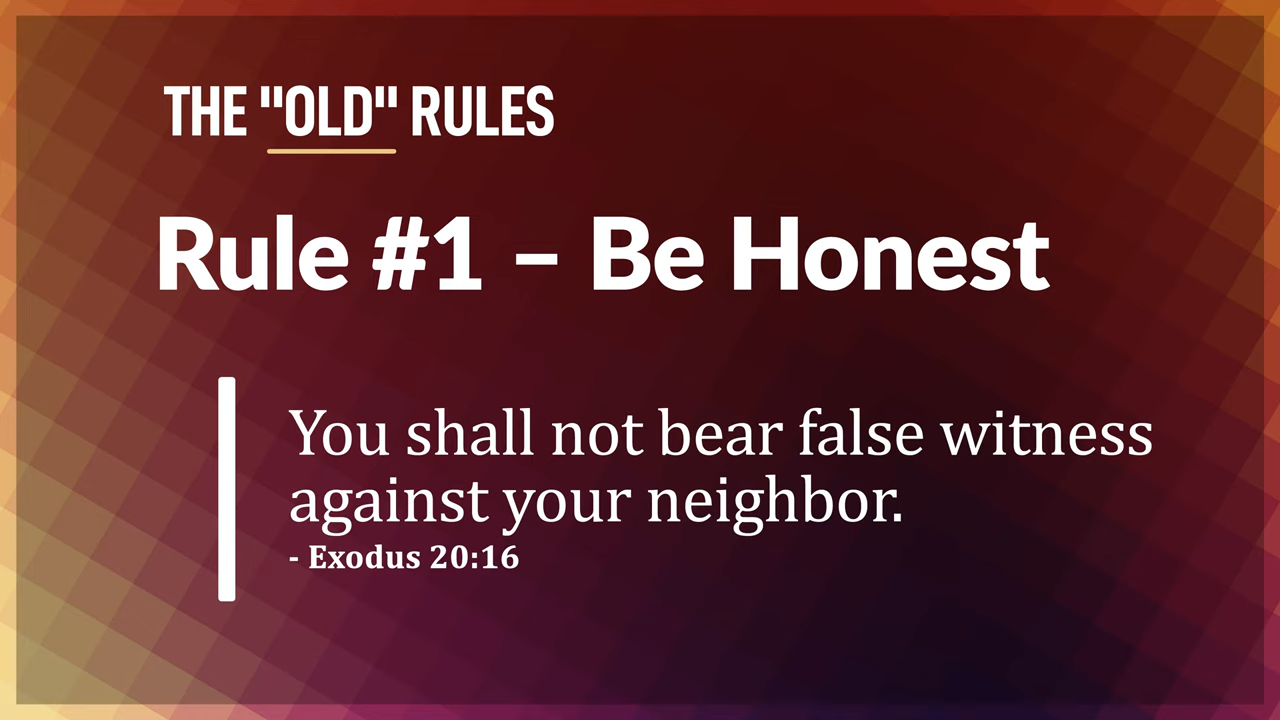 THE "OLD" RULES
Rule #1 – Be Honest
You shall not bear false witness
against your neighbor.
- Exodus 20:16